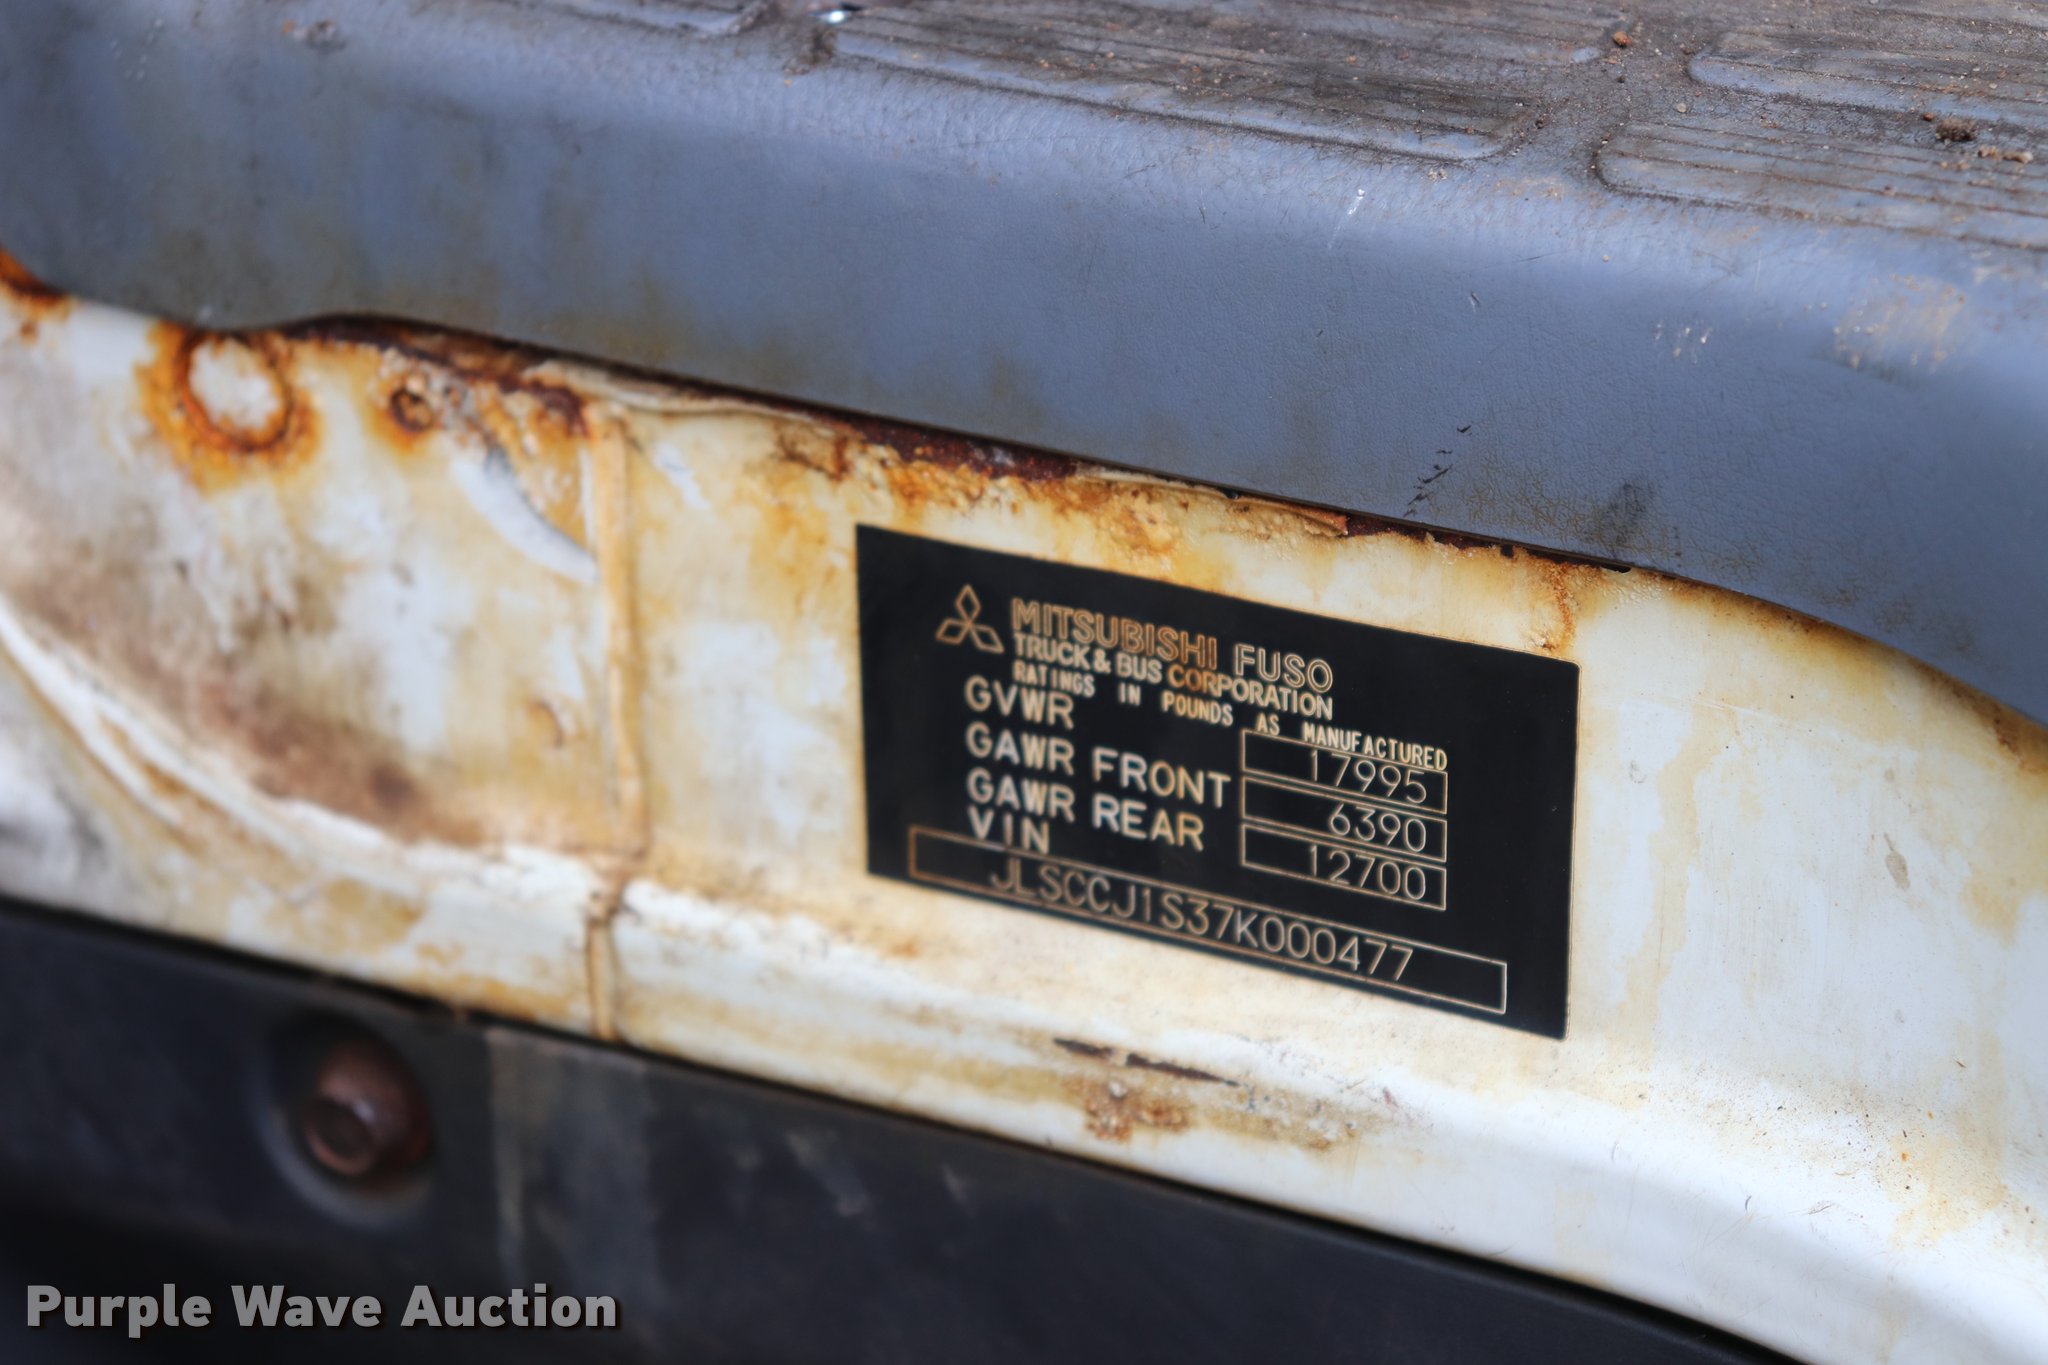 MITSUBISHI FUSO
TRUCK & BUS CORPORATION
RATINGS IN POUNDS AS MANUFACTURED
GVWR 17995
GAWR FRONT 6390
GAWR REAR 12700
VIN
JLSCCJ1S37K000477
Purple Wave Auction